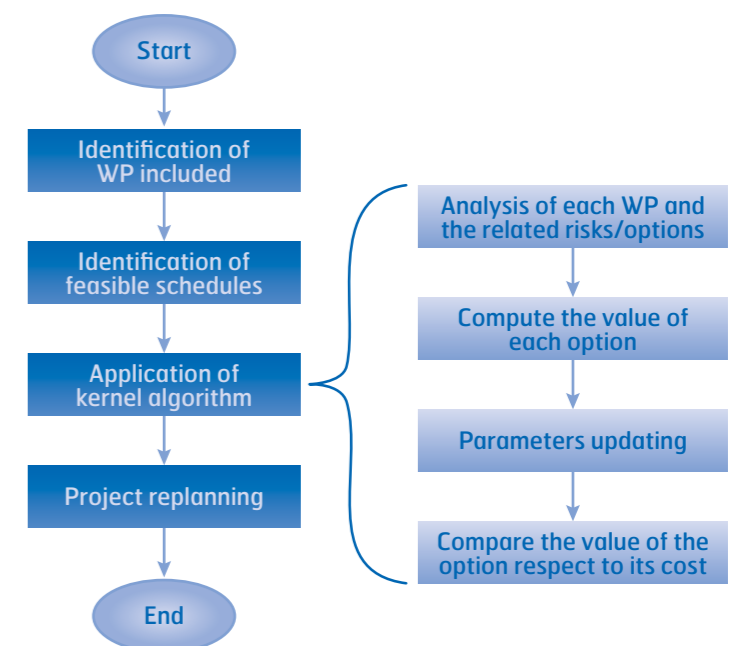 Start
Identification of
WP included
Identification of
feasible schedules
Application of
kernel algorithm
Project replanning
End
Analysis of each WP and
the related risks/options
Compute the value of
each option
Parameters updating
Compare the value of the
option respect to its cost